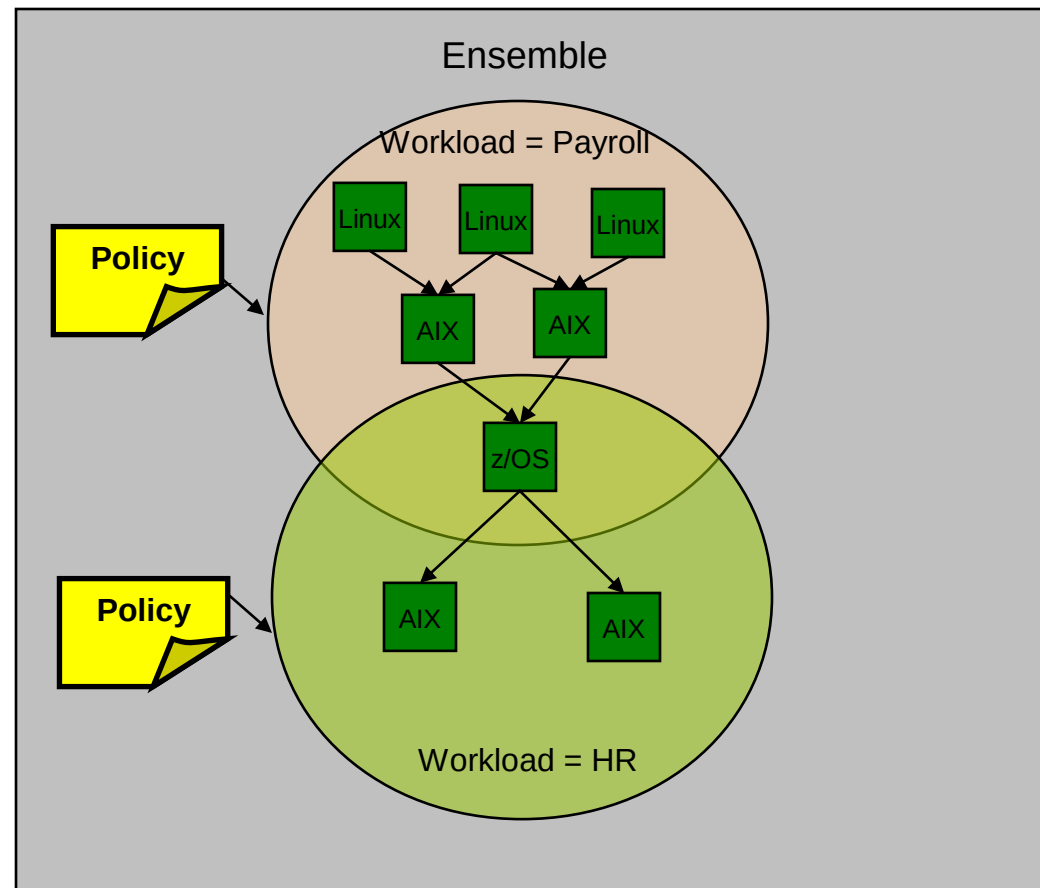 Ensemble
Workload = Payroll
Linux
Linux
Linux
Policy
AIX
AIX
z/OS
Policy
AIX
AIX
Workload = HR